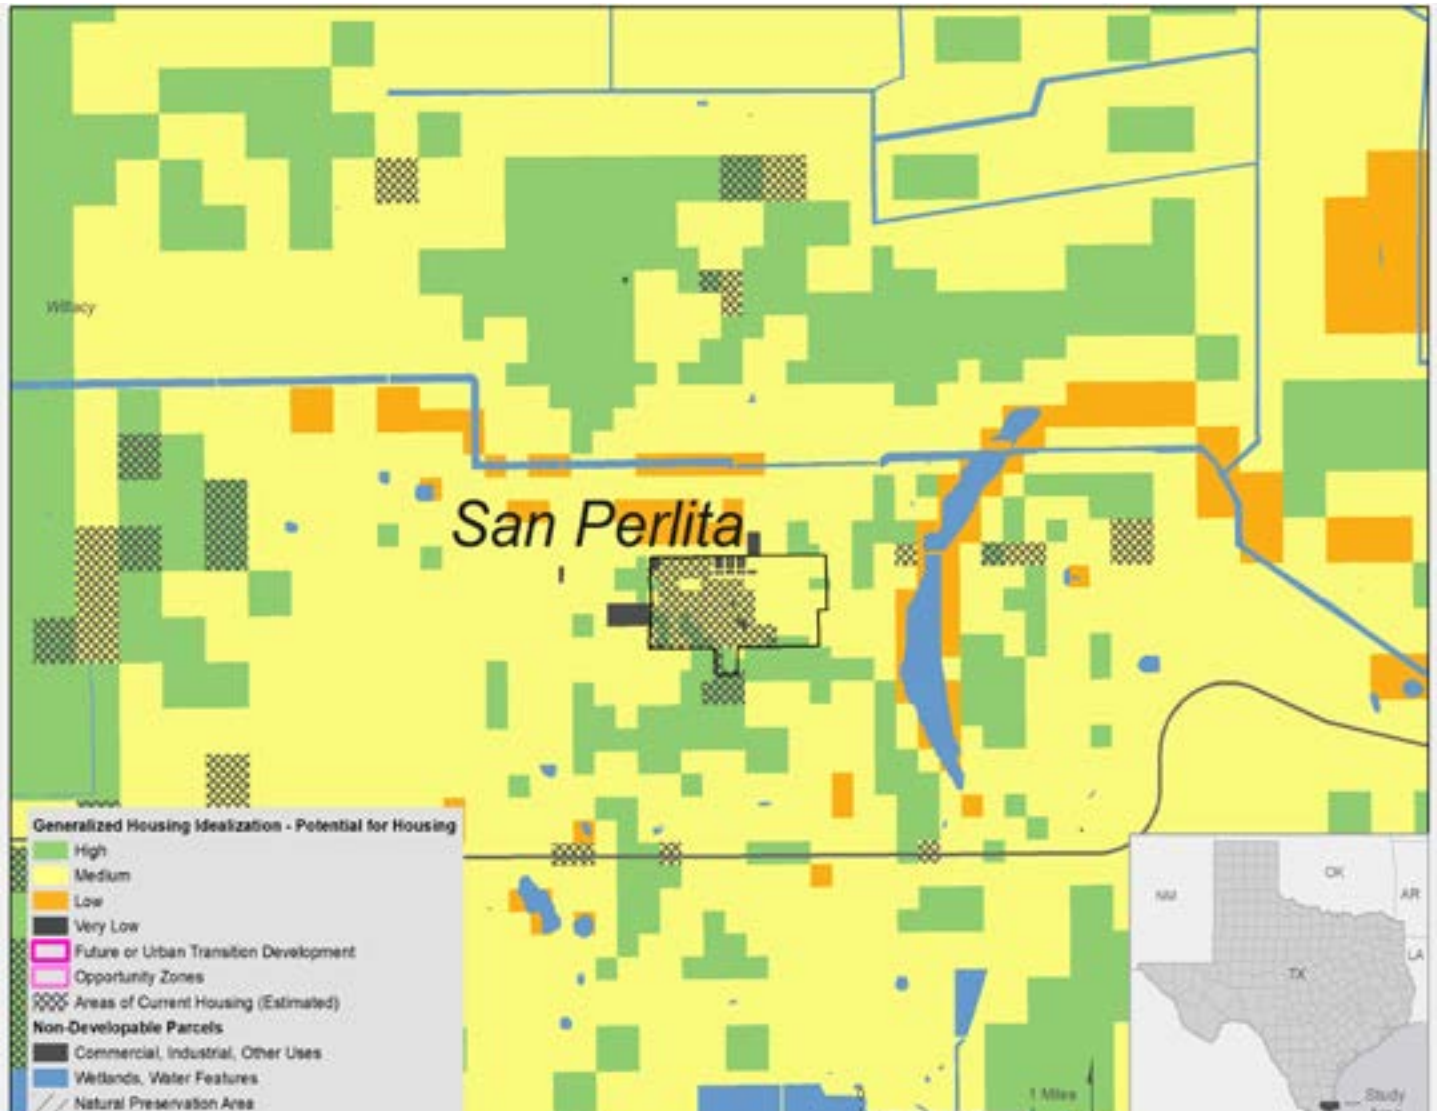 Willacy
San Perlita
Generalized Housing Idealization - Potential for Housing
High
Medium
Low
Very Low
Future or Urban Transition Development
Opportunity Zones
Areas of Current Housing (Estimated)
Non-Developable Parcels
Commercial, Industrial, Other Uses
Wetlands, Water Features
Natural Preservation Area
1 Miles
NM
OK
AR
LA
TX
Study